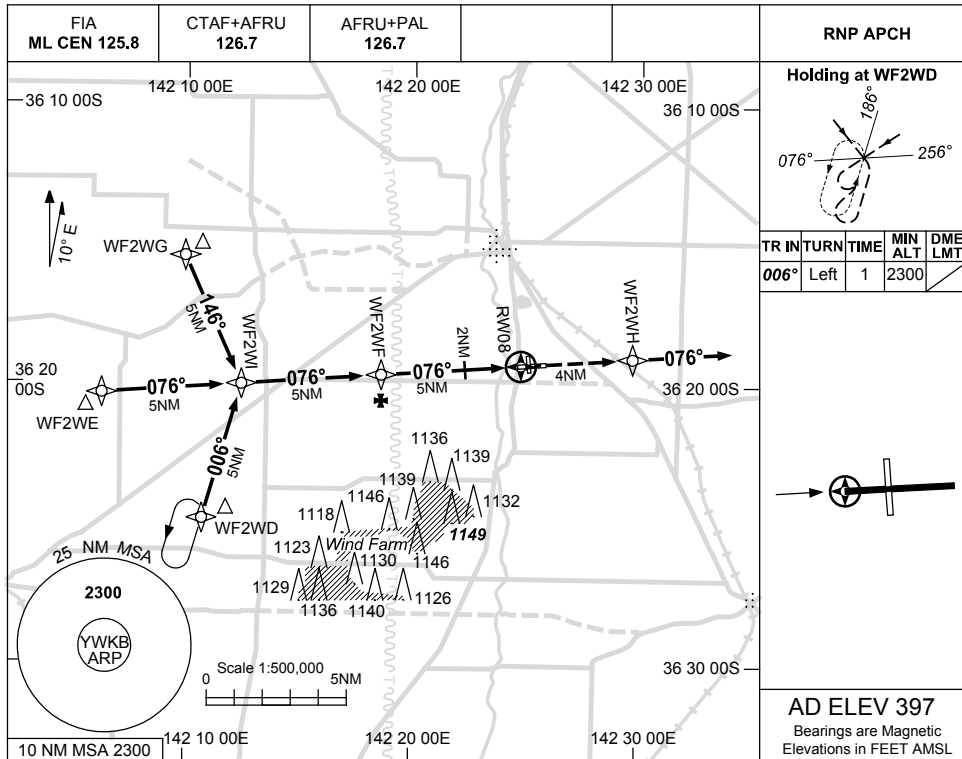 FIA
ML CEN 125.8
CTAF+AFRU
126.7
AFRU+PAL
126.7
RNP APCH
142 10 00E
142 20 00E
142 30 00E
36 10 00S
36 10 00S
10° E
WF2WG
146°
5NM
WF2WI
WF2WF
2NM
RW08
WF2WH
36 20
00S
076°
5NM
076°
5NM
076°
5NM
4NM
076°
36 20 00S
WF2WE
006°
5NM
WF2WD
1136
1139
1139
1132
1146
1118
1149
Wind Farm
1123
1130
1146
1129
1136
1140
1126
25 NM MSA
2300
YWKB
ARP
Scale 1:500,000
0
5NM
36 30 00S
10 NM MSA 2300
142 10 00E
142 20 00E
142 30 00E
Holding at WF2WD
186°
076°
256°
TR IN TURN TIME MIN ALT DME LMT
006° Left 1 2300
AD ELEV 397
Bearings are Magnetic
Elevations in FEET AMSL